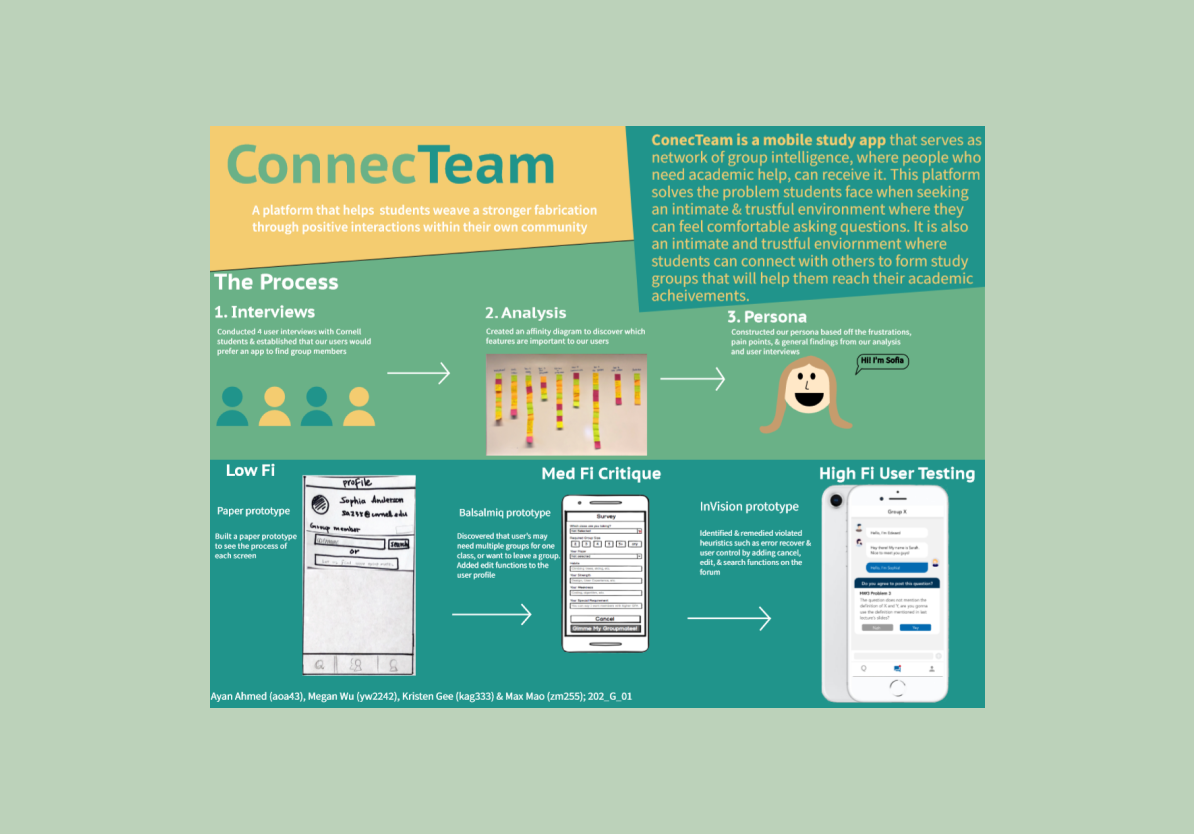 ConnecTeam
A platform that helps students weave a stronger fabrication
through positive interactions within their own community
ConecTeam is a mobile study app that serves as
network of group intelligence, where people who
need academic help, can receive it. This platform
solves the problem students face when seeking
an intimate & trustful environment where they
can feel comfortable asking questions. It is also
an intimate and trustful enviornment where
students can connect with others to form study
groups that will help them reach their academic
acheivements.
The Process
1. Interviews
Conducted 4 user interviews with Cornell
students & established that our users would
prefer an app to find group members
2. Analysis
Created an affinity diagram to discover which
features are important to our users
3. Persona
Constructed our persona based off the frustrations,
pain points, & general findings from our analysis
and user interviews
Hi! I'm Sofia
Low Fi
Paper prototype
Built a paper prototype
to see the process of
each screen
profile
Sophia Anderson
sa255@cornell.edu
Group member
or
Med Fi Critique
Balsalmiq prototype
Discovered that user's may
need multiple groups for one
class, or want to leave a group.
Added edit functions to the
user profile
Survey
Cancel
Gimme My Groupmates!
High Fi User Testing
InVision prototype
Identified & remedied violated
heuristics such as error recover &
user control by adding cancel,
edit, & search functions on the
forum
Group X
Hey there! My name is Sarah.
Nice to meet you guys!
Do you agree to post this question?
HW3 Problem 3
The question does not mention the
definition of X and Y, are you gonna
use the definition mentioned in last
lecture's slides?
Yes
Ayan Ahmed (aoa43), Megan Wu (yw2242), Kristen Gee (kag333) & Max Mao (zm255); 202_G_01